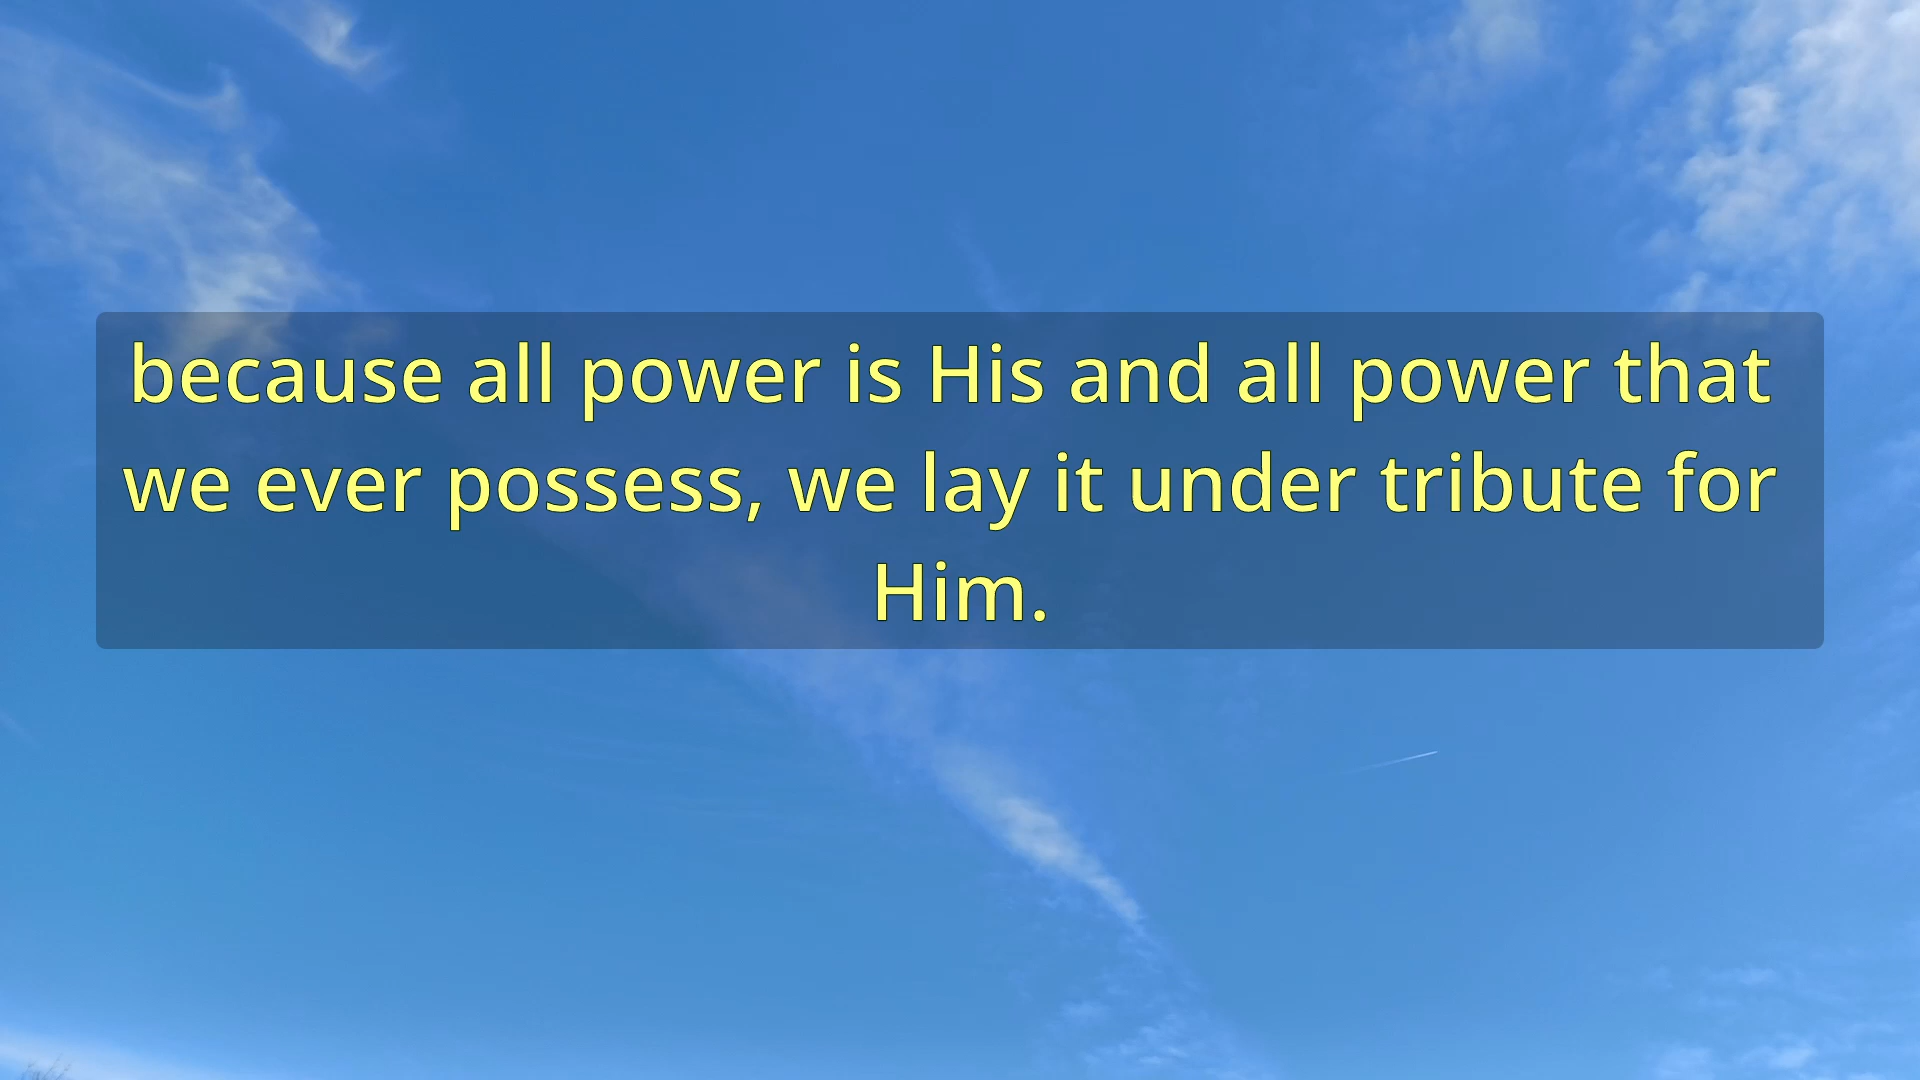 because all power is His and all power that
we ever possess, we lay it under tribute for
Him.